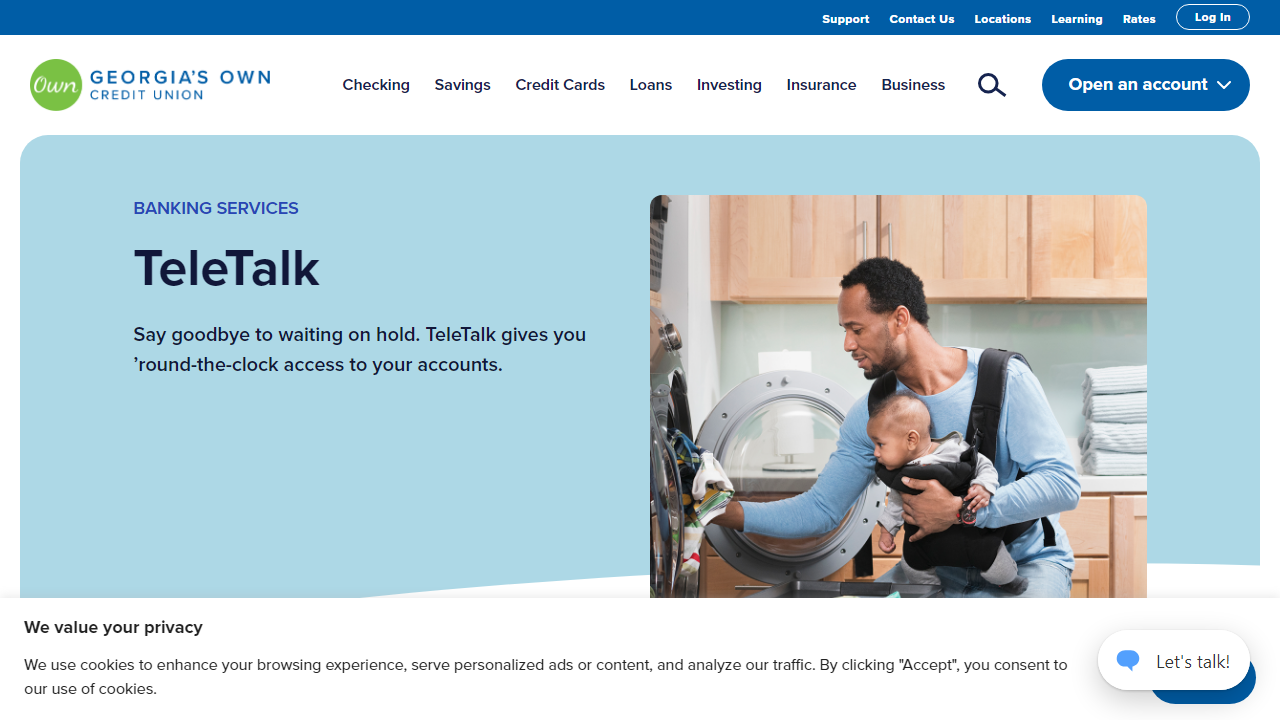 Support Contact Us Locations Learning Rates Log In
Own GEORGIA'S OWN
CREDIT UNION
Checking Savings Credit Cards Loans Investing Insurance Business Open an account
BANKING SERVICES
TeleTalk
Say goodbye to waiting on hold. TeleTalk gives you
’round-the-clock access to your accounts.
We value your privacy
We use cookies to enhance your browsing experience, serve personalized ads or content, and analyze our traffic. By clicking "Accept", you consent to
our use of cookies.
Let's talk!